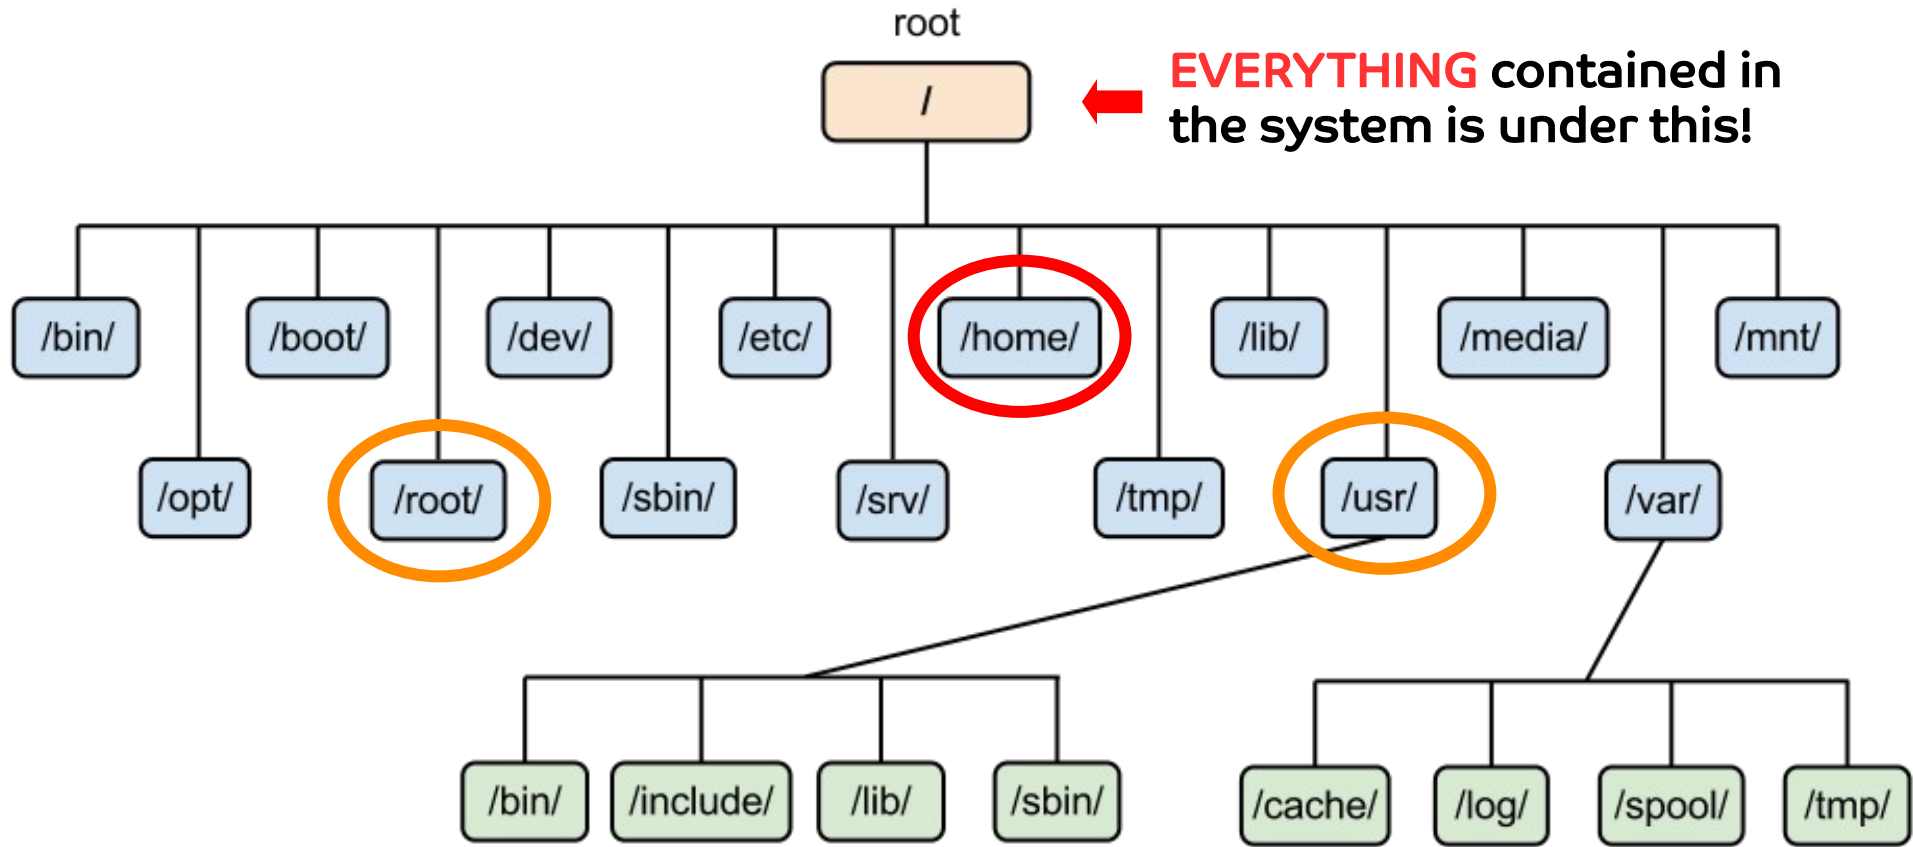 root
/
EVERYTHING contained in
the system is under this!
/bin/
/boot/
/dev/
/etc/
/home/
/lib/
/media/
/mnt/
/opt/
/root/
/sbin/
/srv/
/tmp/
/usr/
/var/
/bin/
/include/
/lib/
/sbin/
/cache/
/log/
/spool/
/tmp/